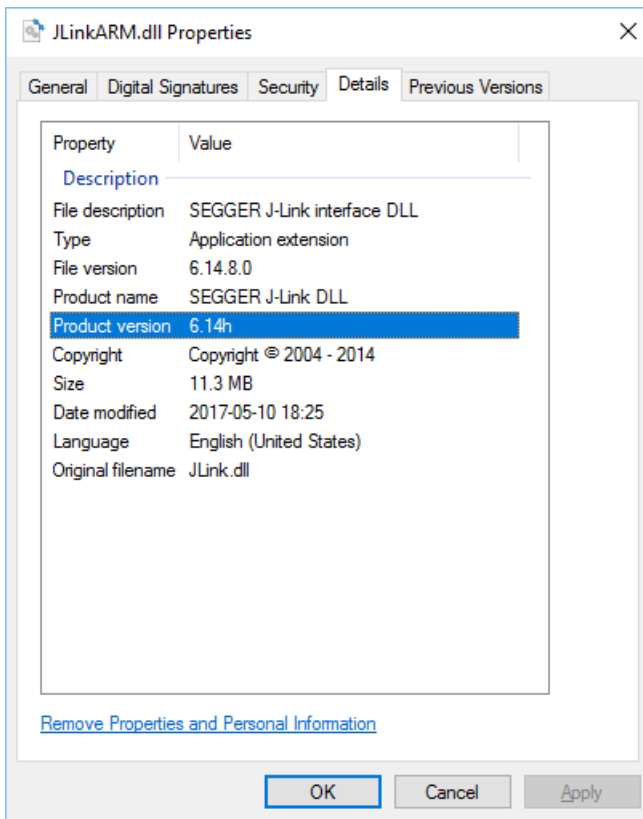 JLinkARM.dll Properties
General Digital Signatures Security Details Previous Versions
Property Value
Description
File description SEGGER J-Link interface DLL
Type Application extension
File version 6.14.8.0
Product name SEGGER J-Link DLL
Product version 6.14h
Copyright Copyright © 2004 - 2014
Size 11.3 MB
Date modified 2017-05-10 18:25
Language English (United States)
Original filename JLink.dll
Remove Properties and Personal Information
OK Cancel Apply